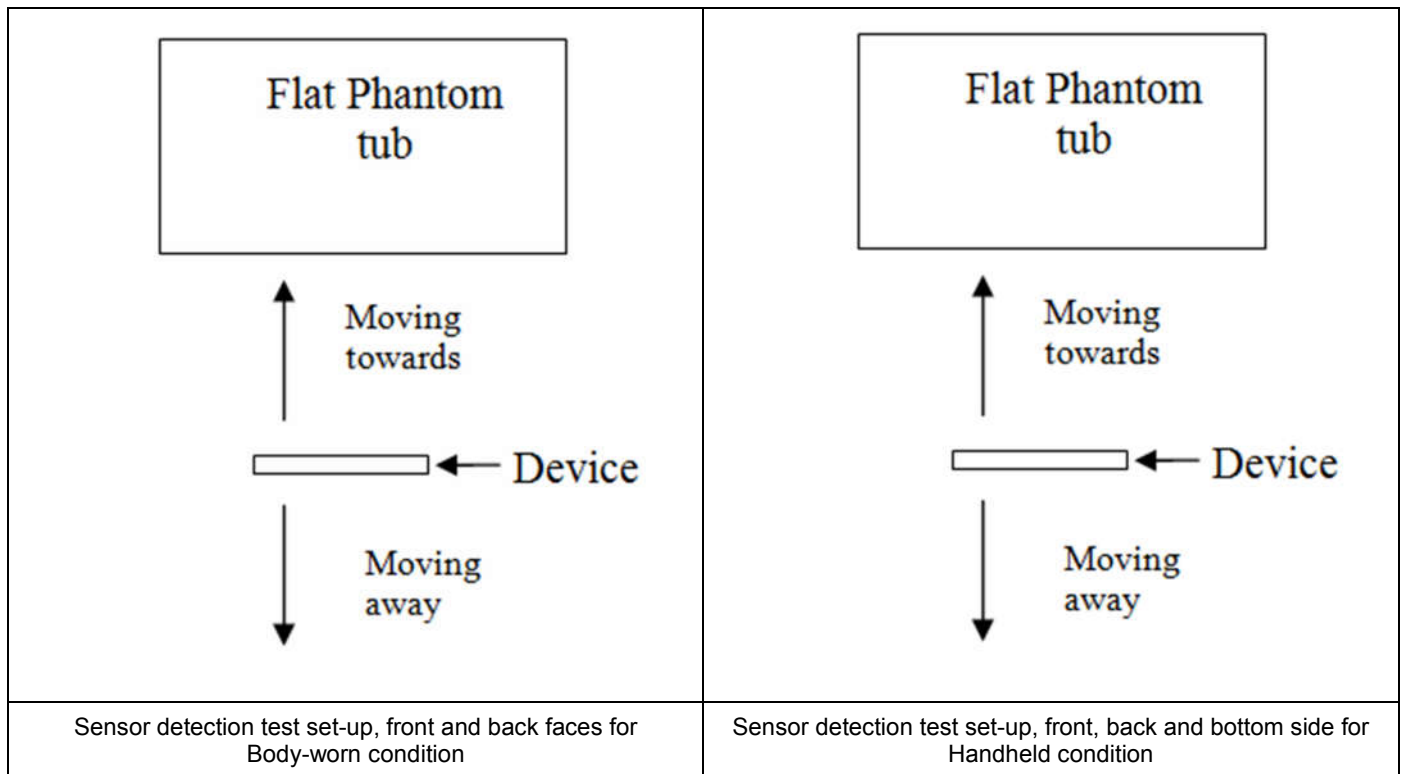 Flat Phantom
tub
Moving
towards
Device
Moving
away
Sensor detection test set-up, front and back faces for
Body-worn condition
Flat Phantom
tub
Moving
towards
Device
Moving
away
Sensor detection test set-up, front, back and bottom side for
Handheld condition